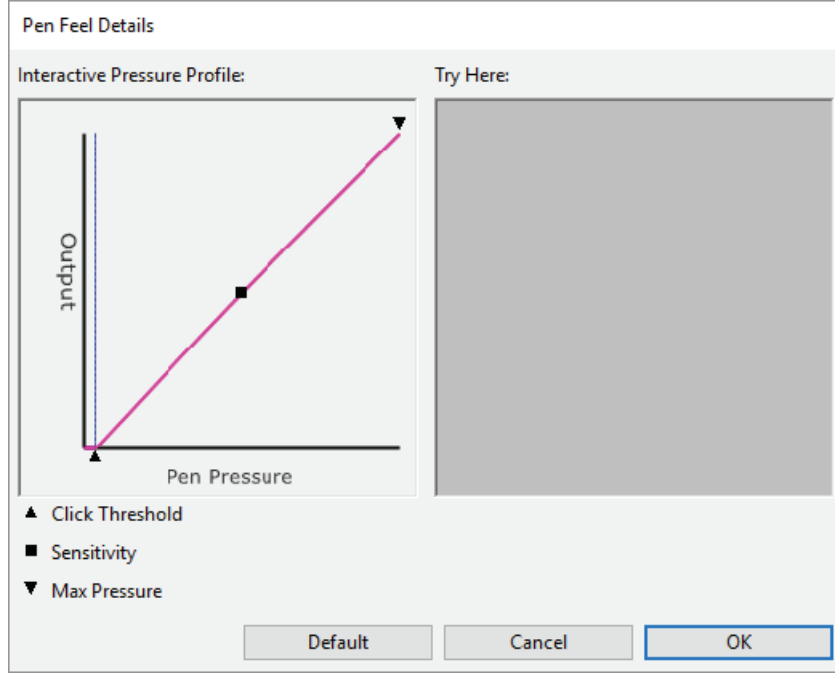 Pen Feel Details
Interactive Pressure Profile:
Try Here:
Output
Pen Pressure
Click Threshold
Sensitivity
Max Pressure
Default
Cancel
OK